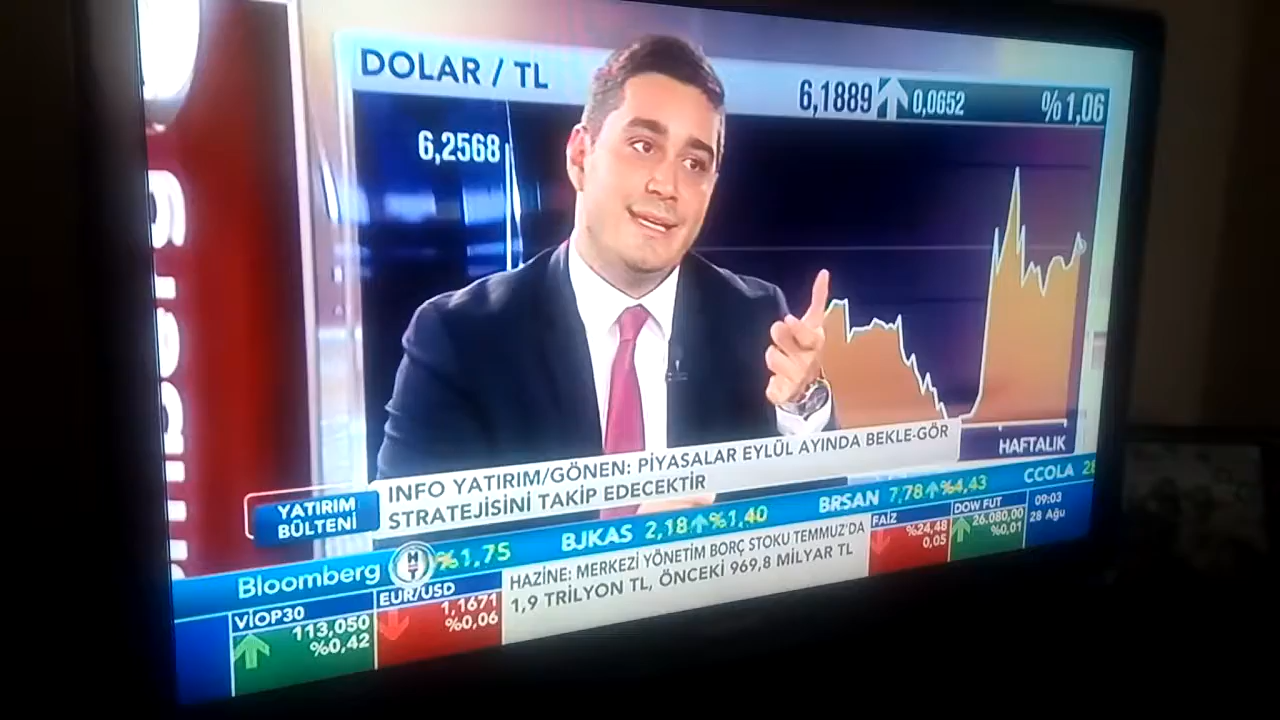 DOLAR / TL
6,1889 0,0652 %1,06
6,2568
HAFTALIK
YATIRIM
BÜLTENİ
INFO YATIRIM/GÖNEN: PİYASALAR EYLÜL AYINDA BEKLE-GÖR
STRATEJİSİNİ TAKİP EDECEKTİR
Bloomberg HT
%1,75 BJKAS 2,18 %1,40 BRSAN 7,78 %4,43 CCOLA
VİOP30
113,050
%0,42
EUR/USD
1,1671
%0,06
HAZİNE: MERKEZİ YÖNETİM BORÇ STOKU TEMMUZ'DA
1,9 TRİLYON TL, ÖNCEKİ 969,8 MİLYAR TL
FAİZ
%24,48
0,05
DOW FUT
26.080,00
%0,01
09:03
28 Ağu